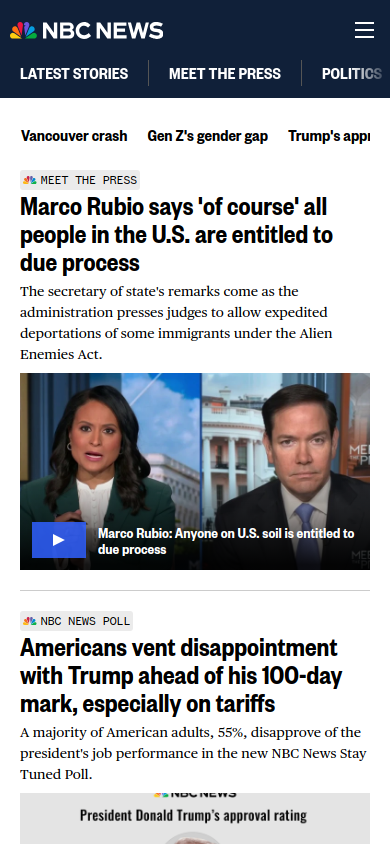 NBC NEWS
LATEST STORIES
MEET THE PRESS
POLITICS
Vancouver crash
Gen Z's gender gap
Trump's appr
MEET THE PRESS
Marco Rubio says 'of course' all
people in the U.S. are entitled to
due process
The secretary of state's remarks come as the
administration presses judges to allow expedited
deportations of some immigrants under the Alien
Enemies Act.
Marco Rubio: Anyone on U.S. soil is entitled to
due process
NBC NEWS POLL
Americans vent disappointment
with Trump ahead of his 100-day
mark, especially on tariffs
A majority of American adults, 55%, disapprove of the
president's job performance in the new NBC News Stay
Tuned Poll.
NBC NEWS
President Donald Trump's approval rating